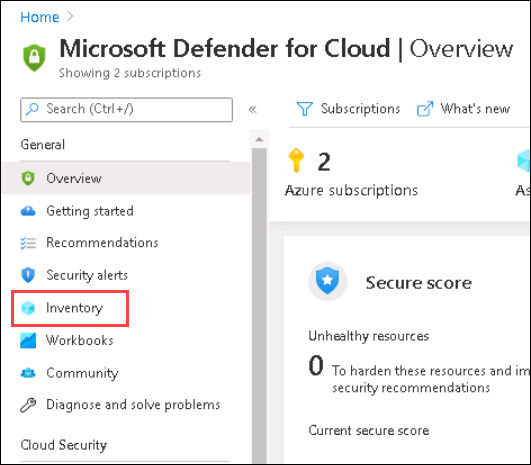 Home
Microsoft Defender for Cloud | Overview
Showing 2 subscriptions
Search (Ctrl+/)
«
Subscriptions
What's new
General
Overview
Getting started
Recommendations
Security alerts
Inventory
Workbooks
Community
Diagnose and solve problems
Cloud Security
2
Azure subscriptions
As
Secure score
Unhealthy resources
0 To harden these resources and im
security recommendations
Current secure score